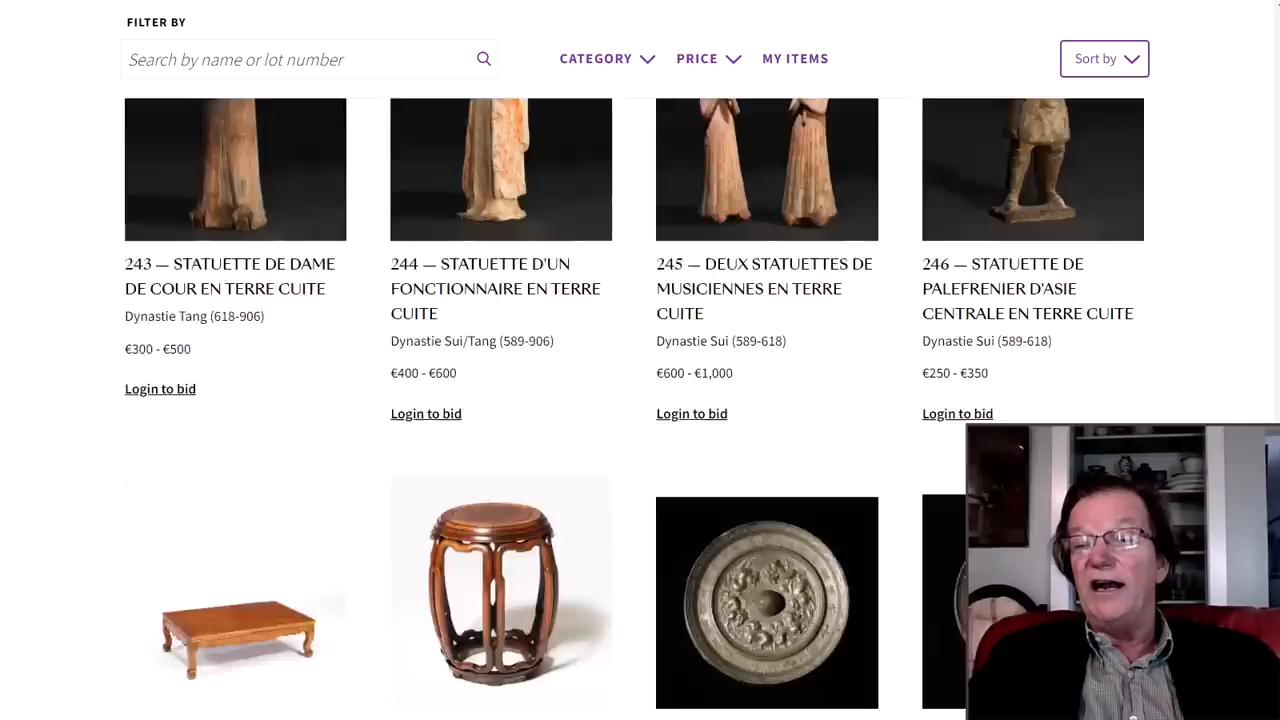 FILTER BY
Search by name or lot number
CATEGORY
PRICE
MY ITEMS
Sort by
243 — STATUETTE DE DAME
DE COUR EN TERRE CUITE
Dynastie Tang (618-906)
€300 - €500
Login to bid
244 — STATUETTE D'UN
FONCTIONNAIRE EN TERRE
CUITE
Dynastie Sui/Tang (589-906)
€400 - €600
Login to bid
245 — DEUX STATUETTES DE
MUSICIENNES EN TERRE
CUITE
Dynastie Sui (589-618)
€600 - €1,000
Login to bid
246 — STATUETTE DE
PALEFRENIER D'ASIE
CENTRALE EN TERRE CUITE
Dynastie Sui (589-618)
€250 - €350
Login to bid